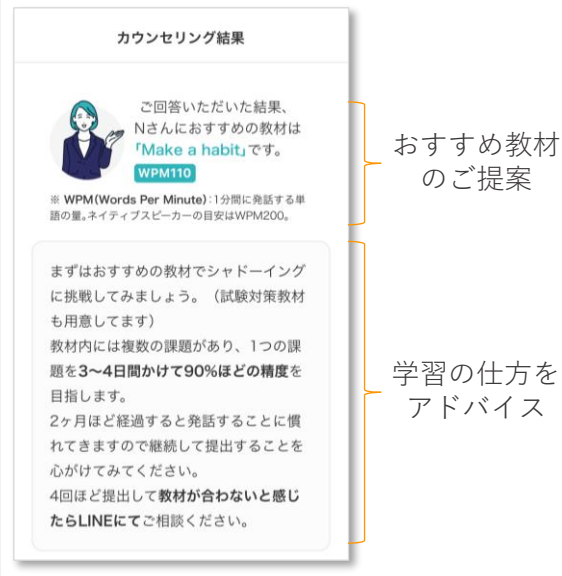 カウンセリング結果
ご回答いただいた結果、
Nさんにおすすめの教材は
「Make a habit」です。
WPM110
※ WPM(Words Per Minute):1分間に発話する単
語の量。ネイティブスピーカーの目安はWPM200。
おすすめ教材
のご提案
まずはおすすめの教材でシャドーイング
に挑戦してみましょう。（試験対策教材
も用意してます）
教材内には複数の課題があり、1つの課
題を3〜4日間かけて90%ほどの精度を
目指します。
2ヶ月ほど経過すると発話することに慣
れてきますので継続して提出することを
心がけてみてください。
4回ほど提出して教材が合わないと感じ
たらLINEにてご相談ください。
学習の仕方を
アドバイス